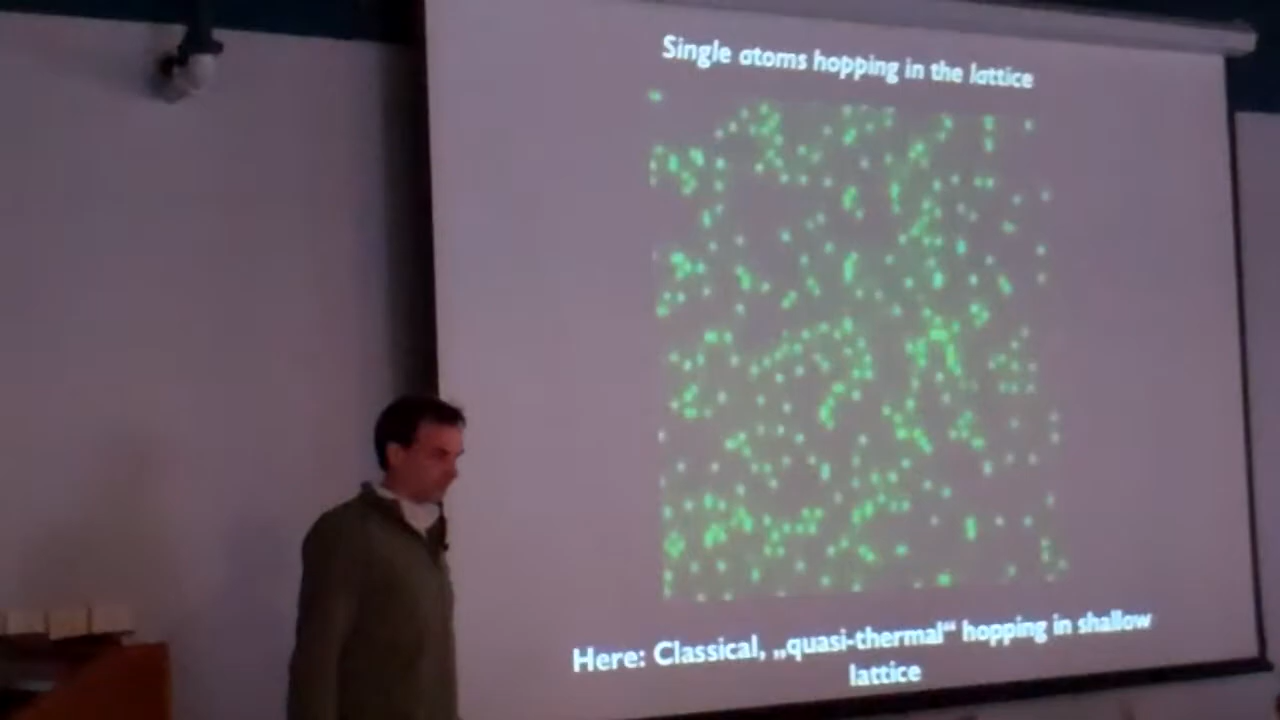 Single atoms hopping in the lattice
Here: Classical, „quasi-thermal“ hopping in shallow
lattice